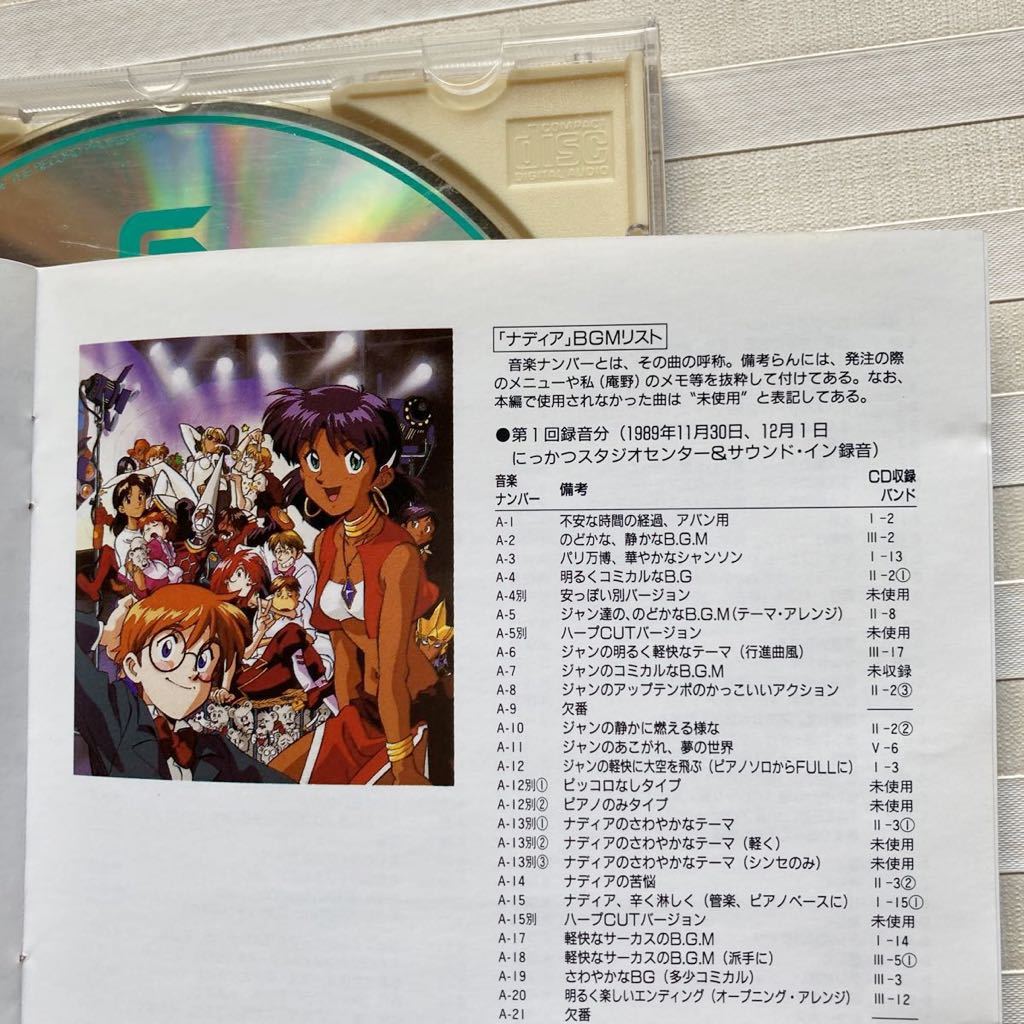 COMPACT
disc
DIGITAL AUDIO
「ナディア」BGMリスト
音楽ナンバーとは、その曲の呼称。備考らんには、発注の際
のメニューや私（庵野）のメモ等を抜粋して付けてある。なお、
本編で使用されなかった曲は“未使用”と表記してある。
●第1回録音分（1989年11月30日、12月1日
にっかつスタジオセンター&サウンド・イン録音）
音楽ナンバー 備考 CD収録バンド
A-1 不安な時間の経過、アバン用 I-2
A-2 のどかな、静かなB.G.M III-2
A-3 パリ万博、華やかなシャンソン I-13
A-4 明るくコミカルなB.G II-2①
A-4別 安っぽい別バージョン 未使用
A-5 ジャン達の、のどかなB.G.M(テーマ・アレンジ) II-8
A-5別 ハープCUTバージョン 未使用
A-6 ジャンの明るく軽快なテーマ（行進曲風） III-17
A-7 ジャンのコミカルなB.G.M 未収録
A-8 ジャンのアップテンポのかっこいいアクション II-2③
A-9 欠番 ――
A-10 ジャンの静かに燃える様な II-2②
A-11 ジャンのあこがれ、夢の世界 V-6
A-12 ジャンの軽快に大空を飛ぶ（ピアノソロからFULLに） I-3
A-12別① ピッコロなしタイプ 未使用
A-12別② ピアノのみタイプ 未使用
A-13別① ナディアのさわやかなテーマ II-3①
A-13別② ナディアのさわやかなテーマ（軽く） 未使用
A-13別③ ナディアのさわやかなテーマ（シンセのみ） 未使用
A-14 ナディアの苦悩 II-3②
A-15 ナディア、辛く淋しく（管楽、ピアノベースに） I-15①
A-15別 ハープCUTバージョン 未使用
A-17 軽快なサーカスのB.G.M I-14
A-18 軽快なサーカスのB.G.M（派手に） III-5①
A-19 さわやかなBG（多少コミカル） III-3
A-20 明るく楽しいエンディング（オープニング・アレンジ） III-12
A-21 欠番 ――